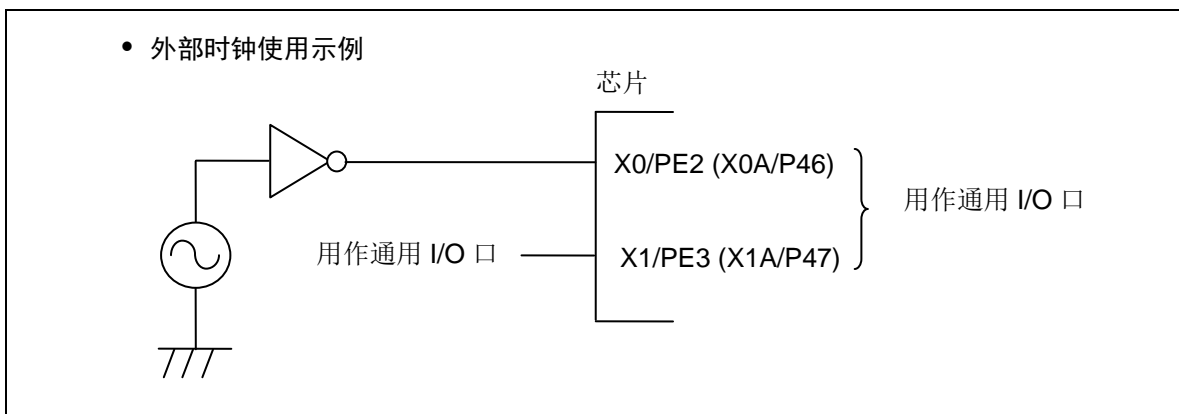 • 外部时钟使用示例
芯片
X0/PE2 (X0A/P46)
用作通用 I/O 口
用作通用 I/O 口
X1/PE3 (X1A/P47)